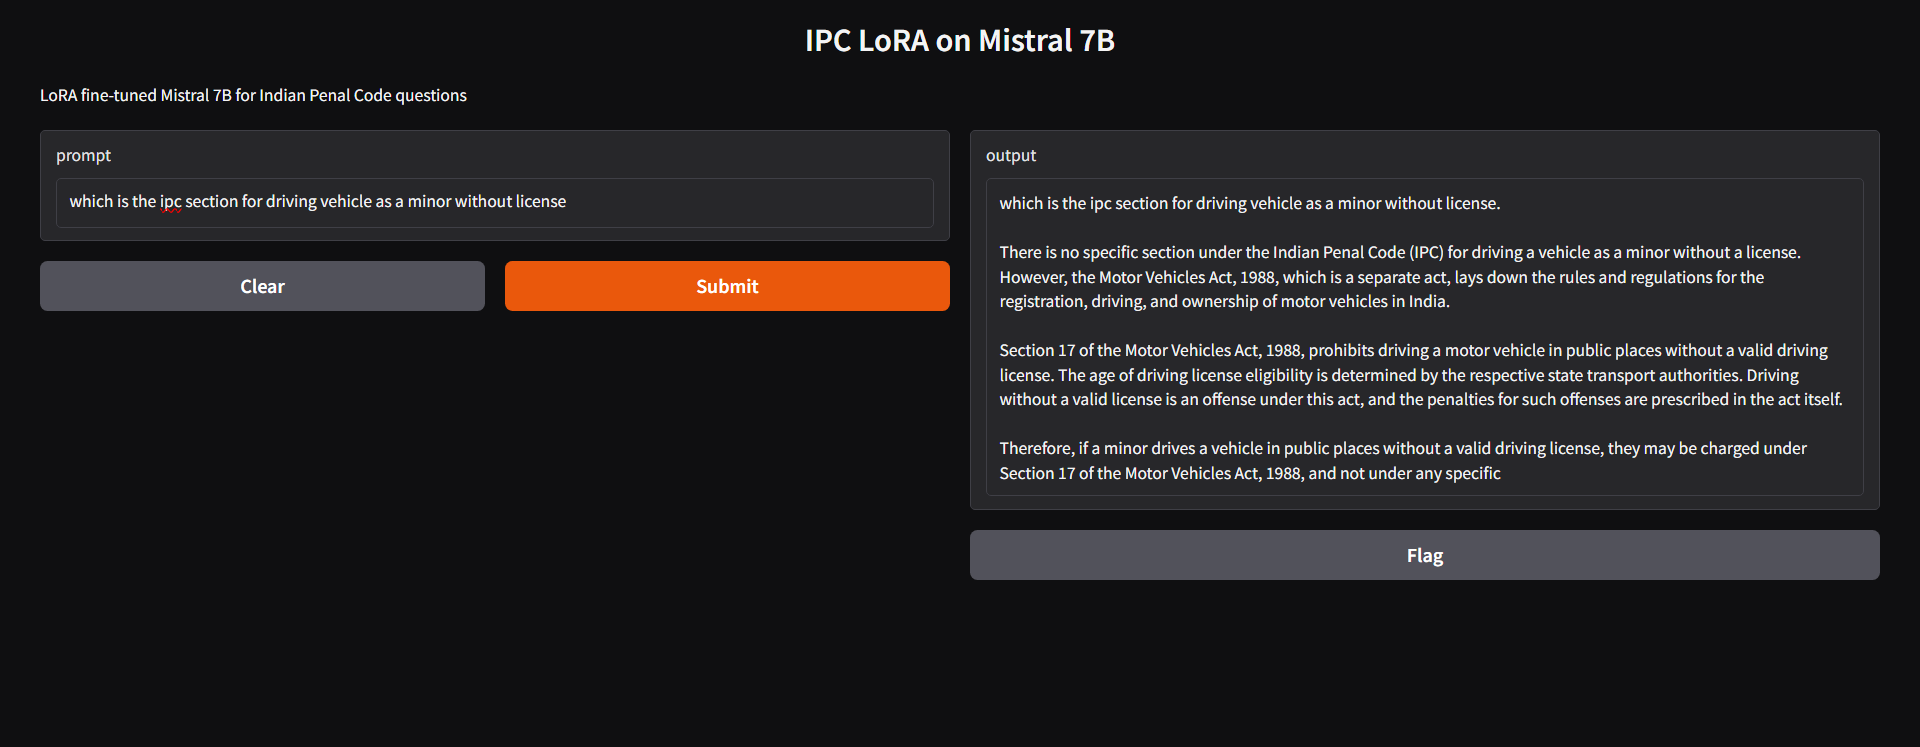 IPC LoRA on Mistral 7B
LoRA fine-tuned Mistral 7B for Indian Penal Code questions
prompt
which is the ipc section for driving vehicle as a minor without license
Clear
Submit
output
which is the ipc section for driving vehicle as a minor without license.
There is no specific section under the Indian Penal Code (IPC) for driving a vehicle as a minor without a license.
However, the Motor Vehicles Act, 1988, which is a separate act, lays down the rules and regulations for the
registration, driving, and ownership of motor vehicles in India.
Section 17 of the Motor Vehicles Act, 1988, prohibits driving a motor vehicle in public places without a valid driving
license. The age of driving license eligibility is determined by the respective state transport authorities. Driving
without a valid license is an offense under this act, and the penalties for such offenses are prescribed in the act itself.
Therefore, if a minor drives a vehicle in public places without a valid driving license, they may be charged under
Section 17 of the Motor Vehicles Act, 1988, and not under any specific
Flag